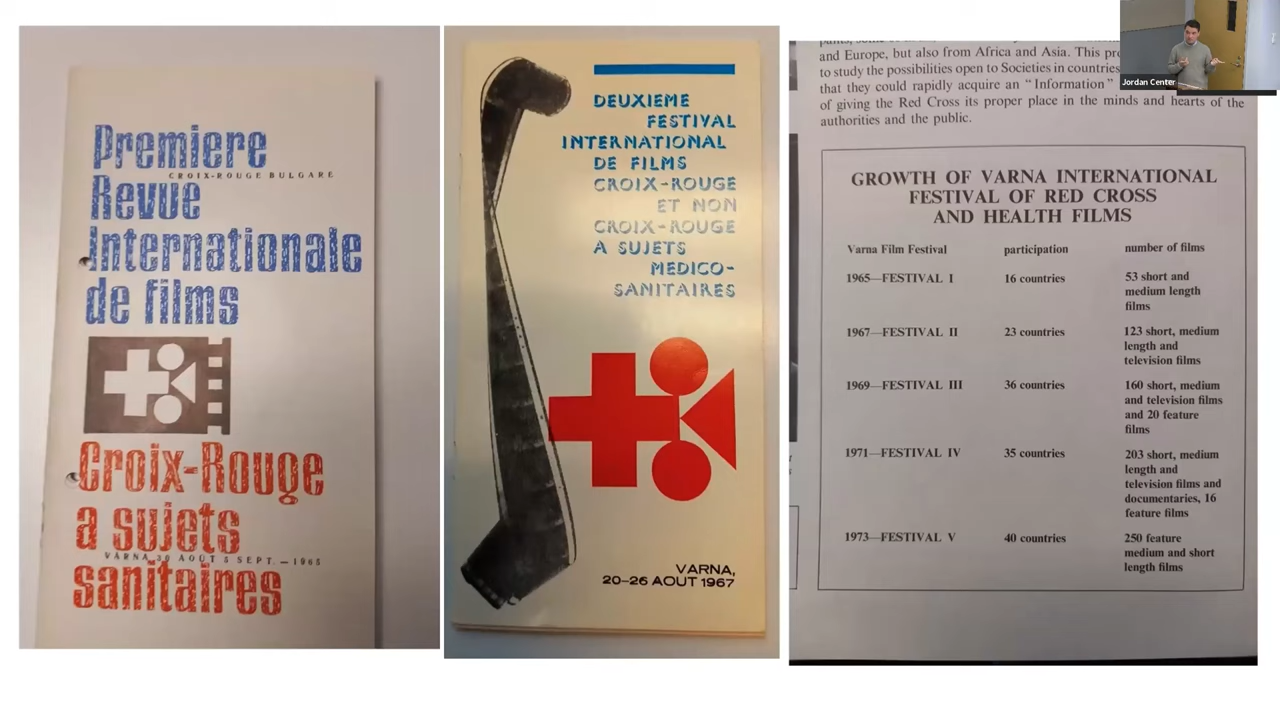 Premiere
CROIX-ROUGE BULGARE
Revue
Internationale
de films
Croix-Rouge
a sujets
VARNA 30 AOÛT 5 SEPT. — 1965
sanitaires
DEUXIEME
FESTIVAL
INTERNATIONAL
DE FILMS
CROIX-ROUGE
ET NON
CROIX-ROUGE
A SUJETS
MEDICO-
SANITAIRES
VARNA,
20-26 AOUT 1967
and Europe, but also from Africa and Asia. This
to study the possibilities open to Societies in countries
that they could rapidly acquire an "Information"
of giving the Red Cross its proper place in the minds and hearts of the
authorities and the public.
GROWTH OF VARNA INTERNATIONAL
FESTIVAL OF RED CROSS
AND HEALTH FILMS
Varna Film Festival participation number of films
1965—FESTIVAL I 16 countries 53 short and
medium length
films
1967—FESTIVAL II 23 countries 123 short, medium
length and
television films
1969—FESTIVAL III 36 countries 160 short, medium
and television films
and 20 feature
films
1971—FESTIVAL IV 35 countries 203 short, medium
length and
television films and
documentaries, 16
feature films
1973—FESTIVAL V 40 countries 250 feature
medium and short
length films
Jordan Center